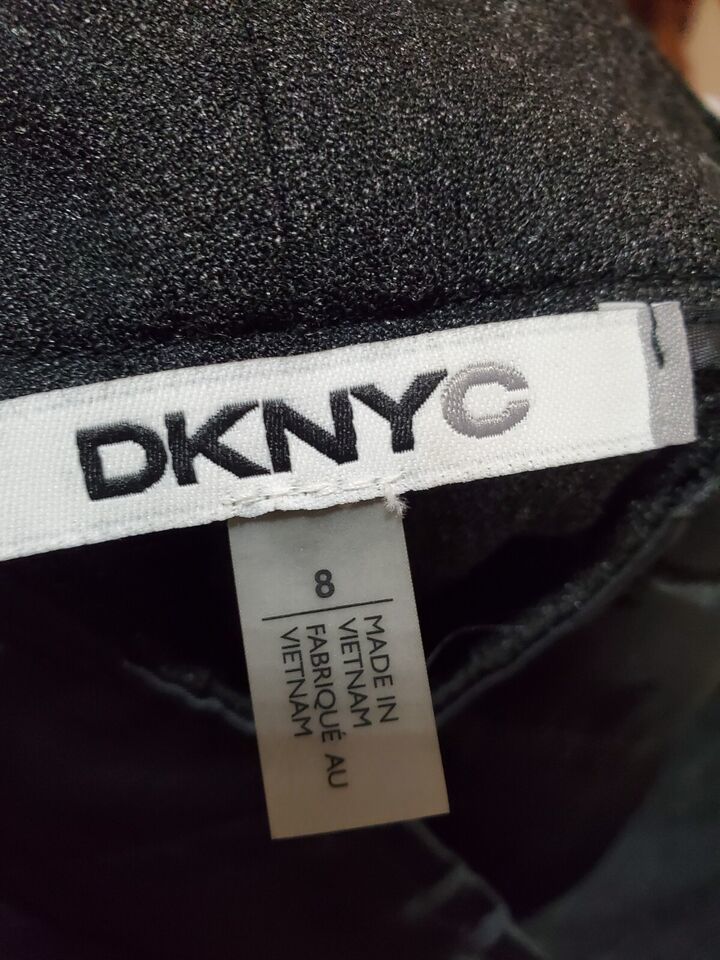 DKNYC
8
MADE IN
VIETNAM
FABRIQUÉ AU
VIETNAM